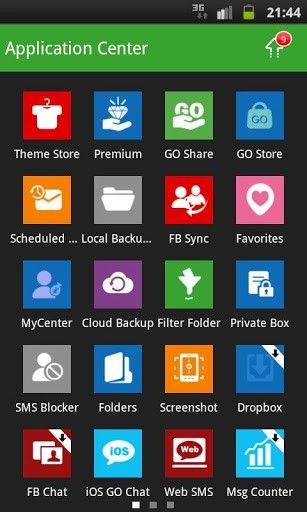 3G 21:44
Application Center 9
GO GO
Theme Store Premium GO Share GO Store
Scheduled ... Local Backu... FB Sync Favorites
MyCenter Cloud Backup Filter Folder Private Box
SMS Blocker Folders Screenshot Dropbox
iOS Web
FB Chat iOS GO Chat Web SMS Msg Counter